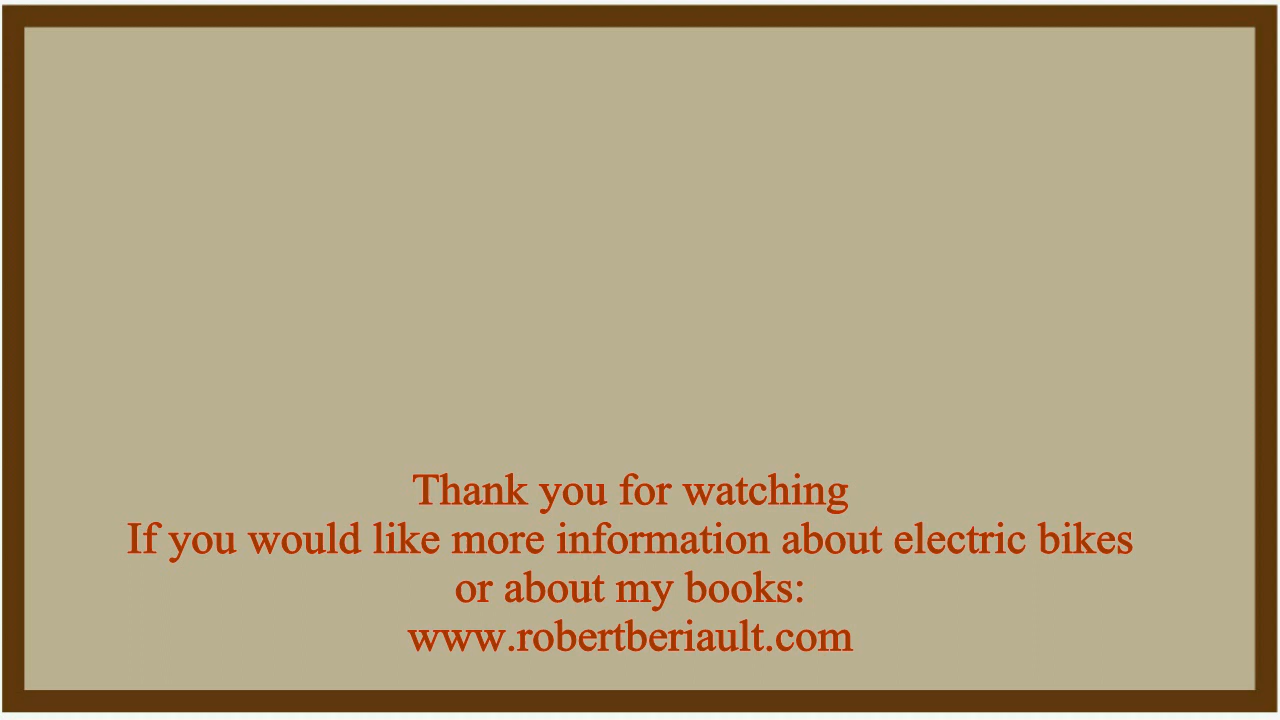 Thank you for watching
If you would like more information about electric bikes
or about my books:
www.robertberiault.com